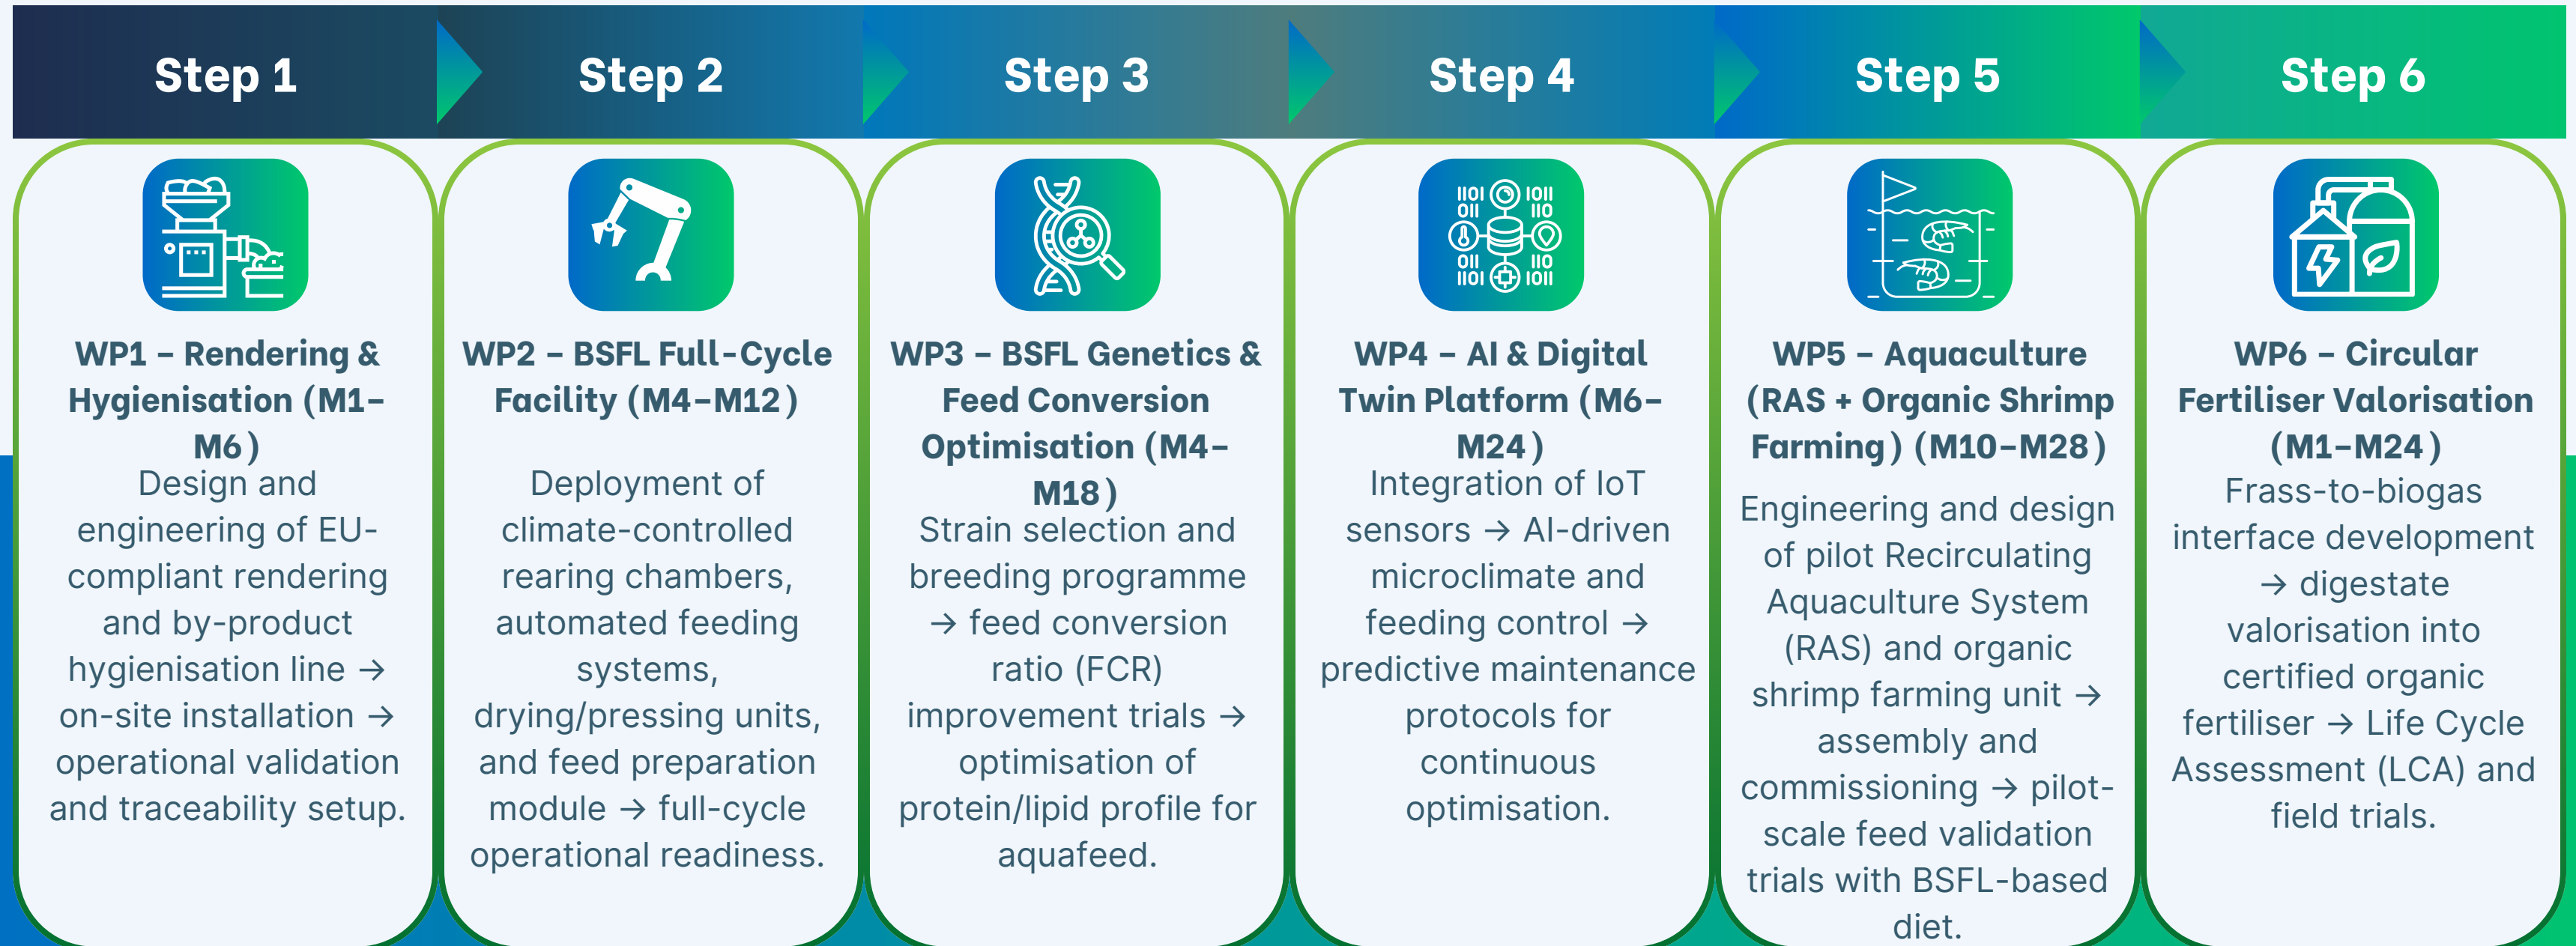 Step 1
Step 2
Step 3
Step 4
Step 5
Step 6
WP1 – Rendering &
Hygienisation (M1–
M6)
Design and
engineering of EU-
compliant rendering
and by-product
hygienisation line →
on-site installation →
operational validation
and traceability setup.
WP2 – BSFL Full-Cycle
Facility (M4–M12)
Deployment of
climate-controlled
rearing chambers,
automated feeding
systems,
drying/pressing units,
and feed preparation
module → full-cycle
operational readiness.
WP3 – BSFL Genetics &
Feed Conversion
Optimisation (M4–
M18)
Strain selection and
breeding programme
→ feed conversion
ratio (FCR)
improvement trials →
optimisation of
protein/lipid profile for
aquafeed.
1101
1011
011
110
011
110
1101
1011
WP4 – AI & Digital
Twin Platform (M6–
M24)
Integration of IoT
sensors → AI-driven
microclimate and
feeding control →
predictive maintenance
protocols for
continuous
optimisation.
WP5 – Aquaculture
(RAS + Organic Shrimp
Farming) (M10–M28)
Engineering and design
of pilot Recirculating
Aquaculture System
(RAS) and organic
shrimp farming unit →
assembly and
commissioning → pilot-
scale feed validation
trials with BSFL-based
diet.
WP6 – Circular
Fertiliser Valorisation
(M1–M24)
Frass-to-biogas
interface development
→ digestate
valorisation into
certified organic
fertiliser → Life Cycle
Assessment (LCA) and
field trials.